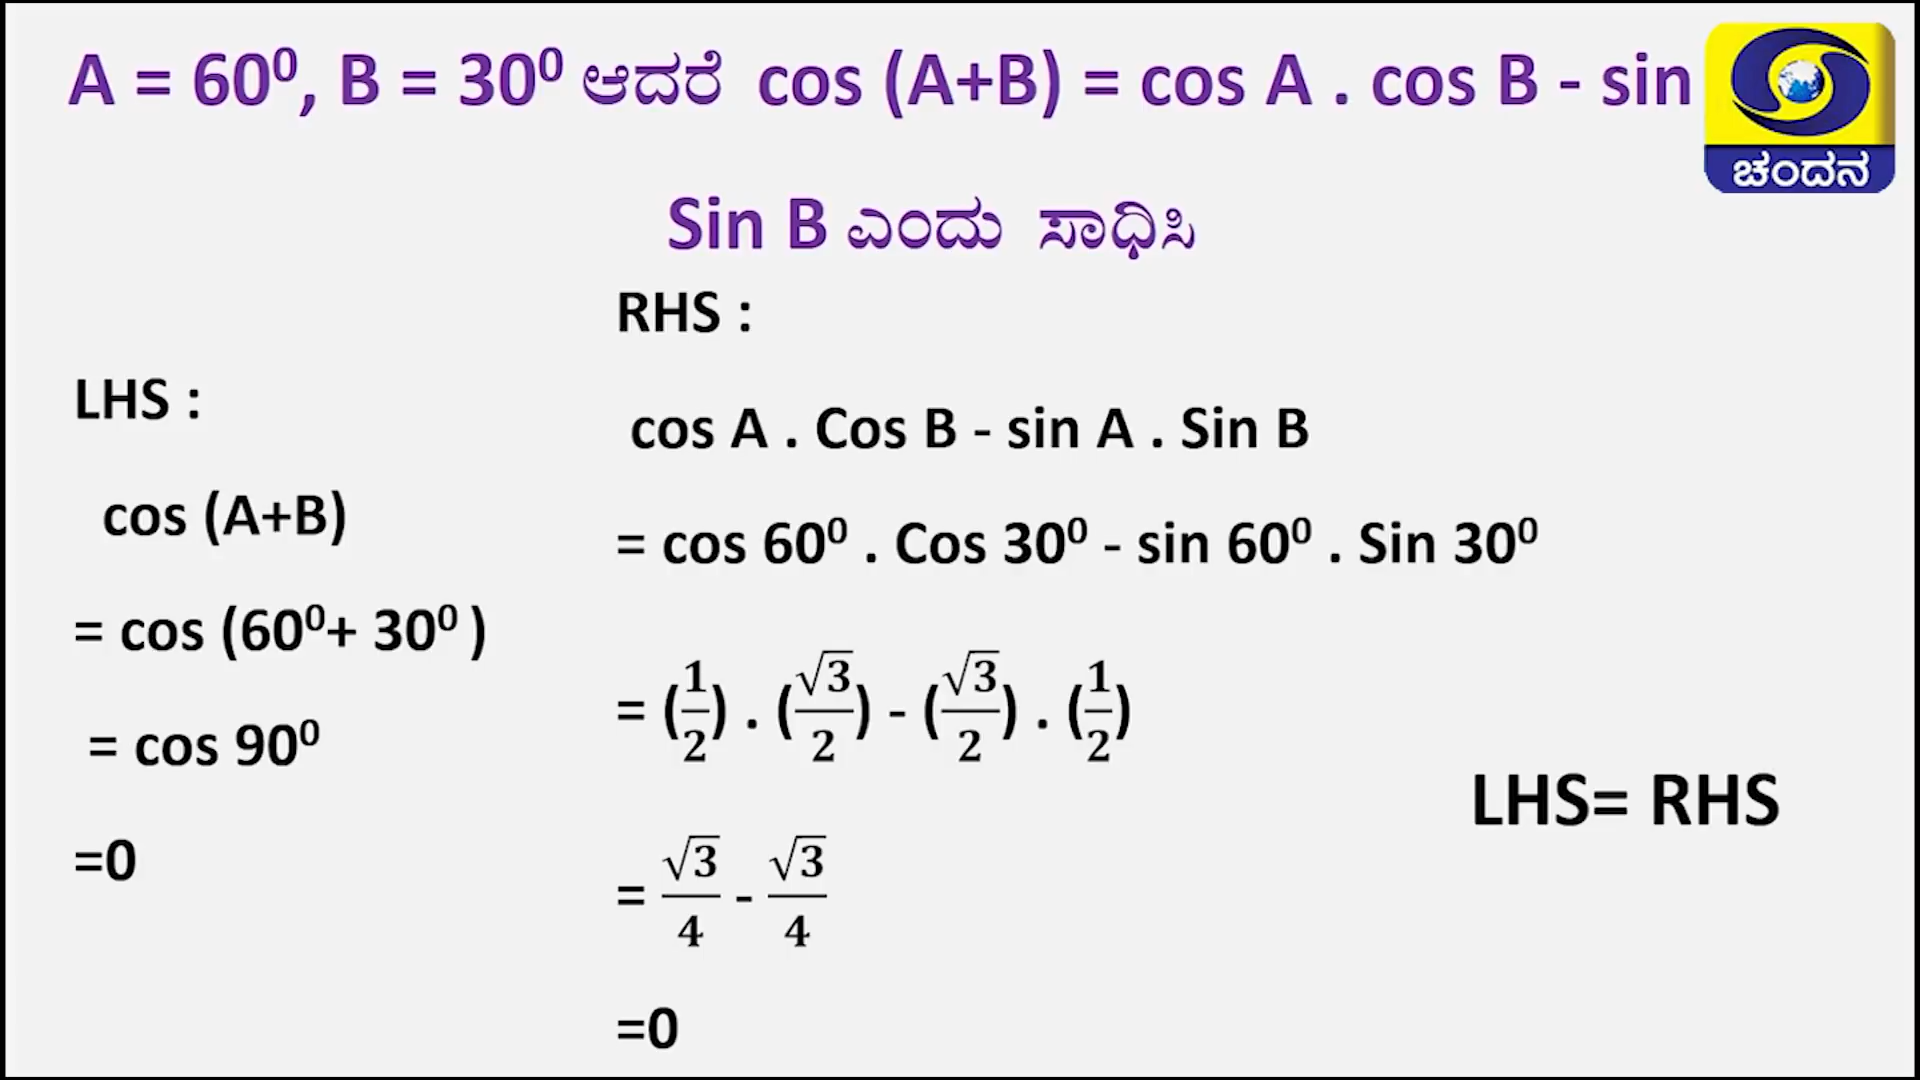 A = 60⁰, B = 30⁰ ಆದರೆ cos (A+B) = cos A . cos B - sin
ಚಂದನ
Sin B ಎಂದು ಸಾಧಿಸಿ
LHS :
cos (A+B)
= cos (60⁰+ 30⁰ )
= cos 90⁰
=0
RHS :
cos A . Cos B - sin A . Sin B
= cos 60⁰ . Cos 30⁰ - sin 60⁰ . Sin 30⁰
= (1/2) . (√3/2) - (√3/2) . (1/2)
= √3/4 - √3/4
=0
LHS= RHS